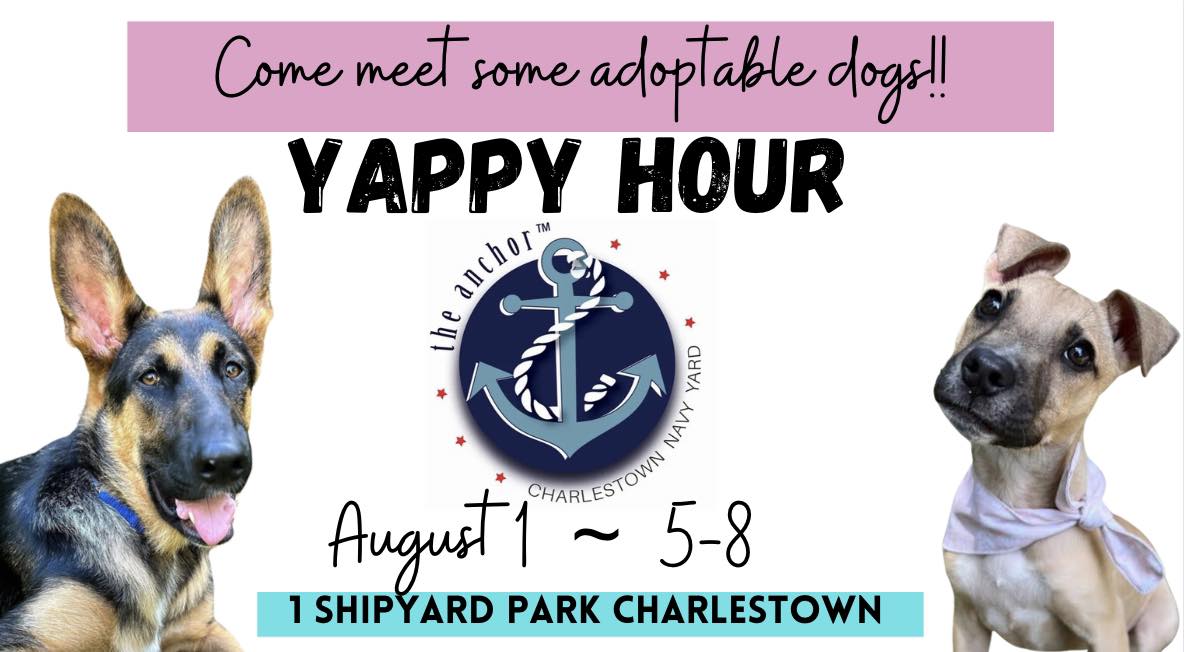 Come meet some adoptable dogs!!
YAPPY HOUR
the anchor™
CHARLESTOWN NAVY YARD
August 1 ~ 5-8
1 SHIPYARD PARK CHARLESTOWN